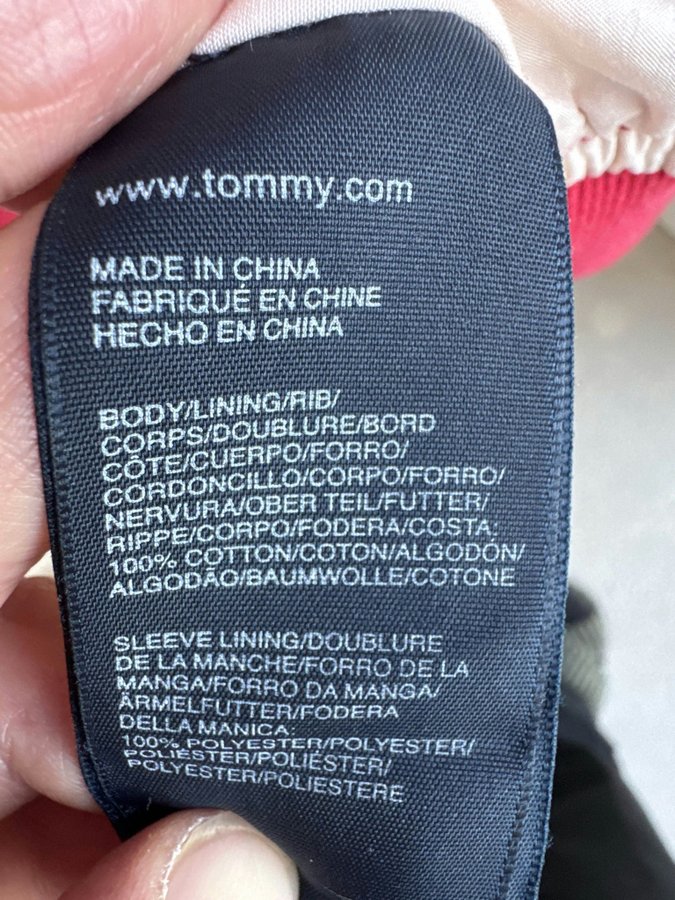 www.tommy.com
MADE IN CHINA
FABRIQUÉ EN CHINE
HECHO EN CHINA
BODY/LINING/RIB/
CORPS/DOUBLURE/BORD
CÔTE/CUERPO/FORRO/
CORDONCILLO/CORPO/FORRO/
NERVURA/OBER TEIL/FUTTER/
RIPPE/CORPO/FODERA/COSTA:
100% COTTON/COTON/ALGODÓN/
ALGODÃO/BAUMWOLLE/COTONE
SLEEVE LINING/DOUBLURE
DE LA MANCHE/FORRO DE LA
MANGA/FORRO DA MANGA/
ÄRMELFUTTER/FODERA
DELLA MANICA:
100% POLYESTER/POLYESTER/
POLIÉSTER/POLIÉSTER/
POLYESTER/POLIESTERE